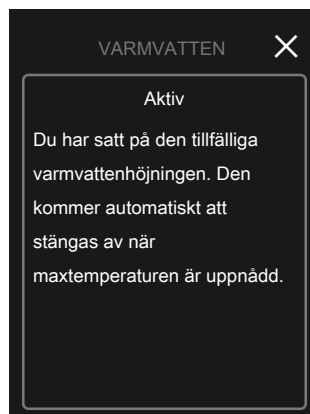 VARMVATTEN
Aktiv
Du har satt på den tillfälliga
varmvattenhöjningen. Den
kommer automatiskt att
stängas av när
maxtemperaturen är uppnådd.